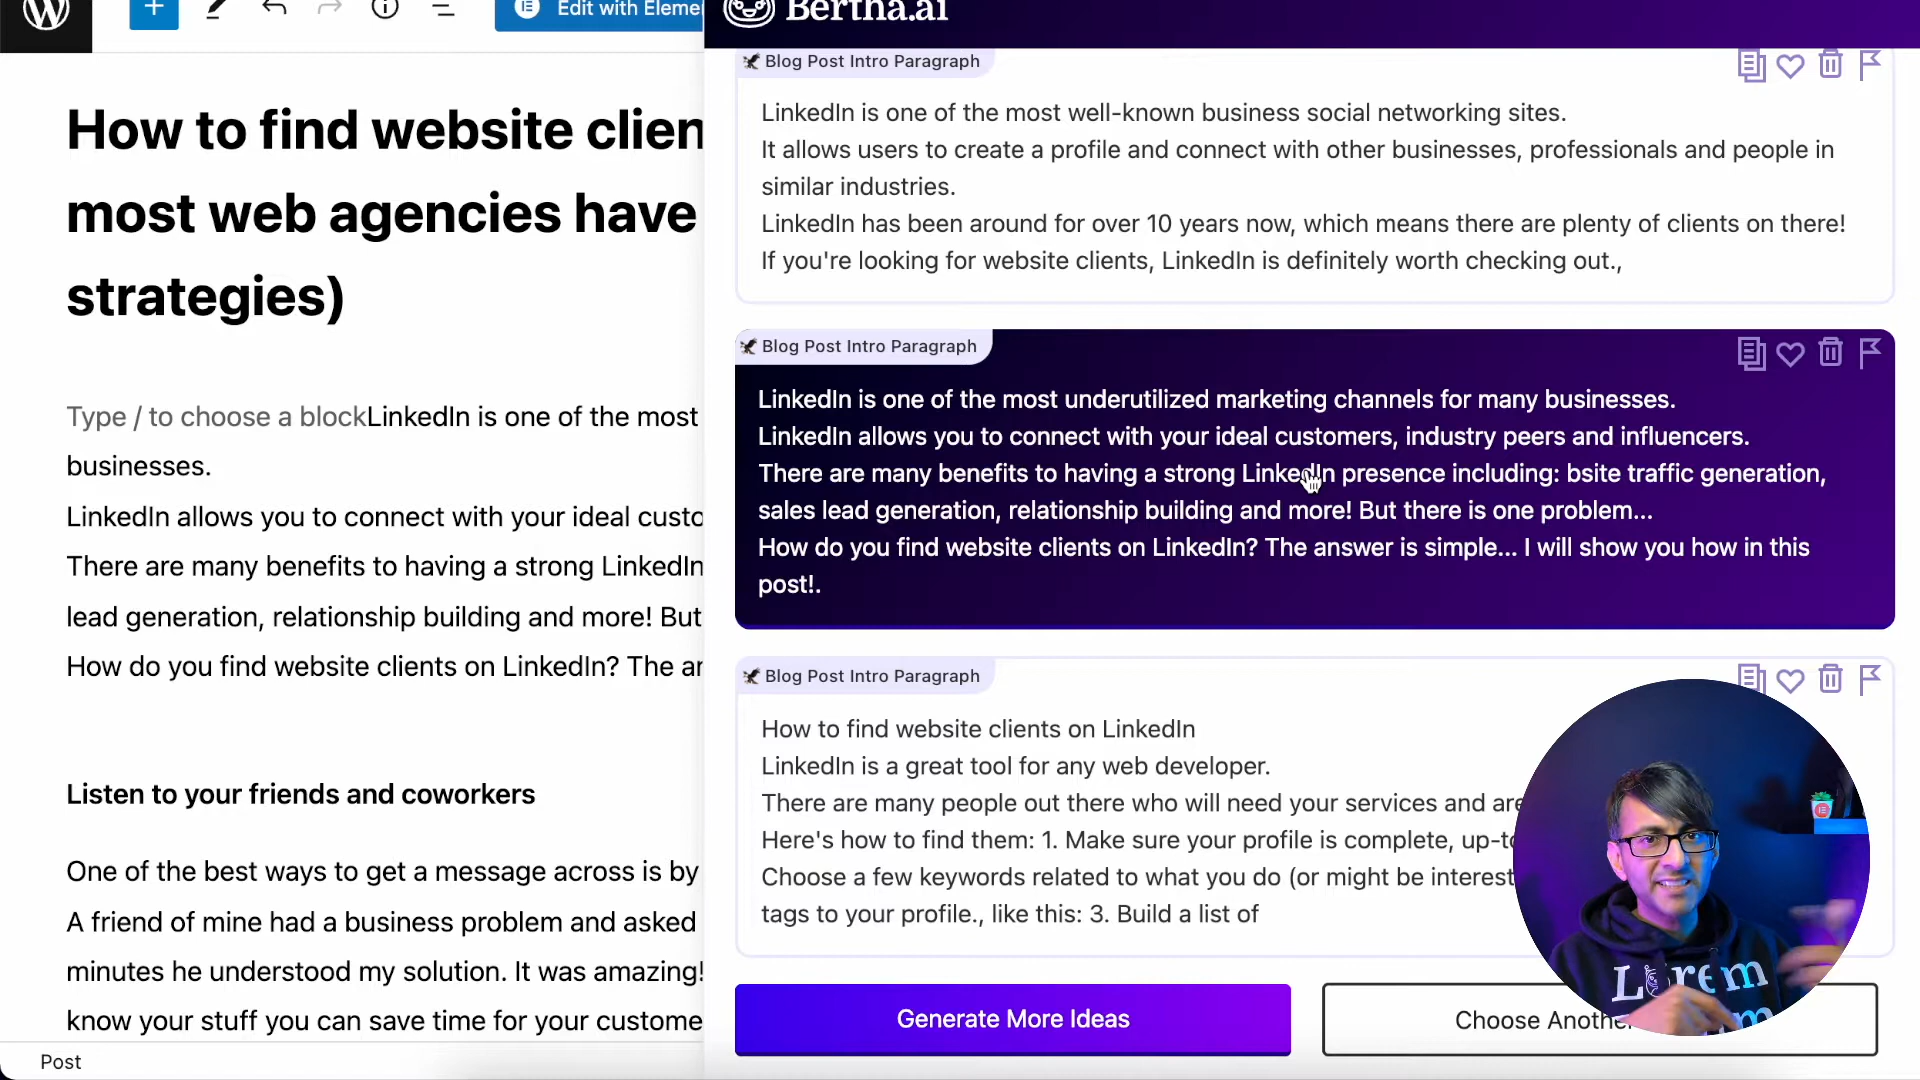 Edit with Eleme
Bertha.ai
How to find website clien
most web agencies have
strategies)
Type / to choose a blockLinkedIn is one of the most
businesses.
LinkedIn allows you to connect with your ideal custo
There are many benefits to having a strong LinkedIn
lead generation, relationship building and more! But
How do you find website clients on LinkedIn? The ar
Listen to your friends and coworkers
One of the best ways to get a message across is by
A friend of mine had a business problem and asked
minutes he understood my solution. It was amazing!
know your stuff you can save time for your custome
Post
Blog Post Intro Paragraph
LinkedIn is one of the most well-known business social networking sites.
It allows users to create a profile and connect with other businesses, professionals and people in
similar industries.
LinkedIn has been around for over 10 years now, which means there are plenty of clients on there!
If you're looking for website clients, LinkedIn is definitely worth checking out.,
Blog Post Intro Paragraph
LinkedIn is one of the most underutilized marketing channels for many businesses.
LinkedIn allows you to connect with your ideal customers, industry peers and influencers.
There are many benefits to having a strong LinkedIn presence including: bsite traffic generation,
sales lead generation, relationship building and more! But there is one problem...
How do you find website clients on LinkedIn? The answer is simple... I will show you how in this
post!.
Blog Post Intro Paragraph
How to find website clients on LinkedIn
LinkedIn is a great tool for any web developer.
There are many people out there who will need your services and are
Here's how to find them: 1. Make sure your profile is complete, up-to
Choose a few keywords related to what you do (or might be interest
tags to your profile., like this: 3. Build a list of
Generate More Ideas
Choose Anothe
Lorem